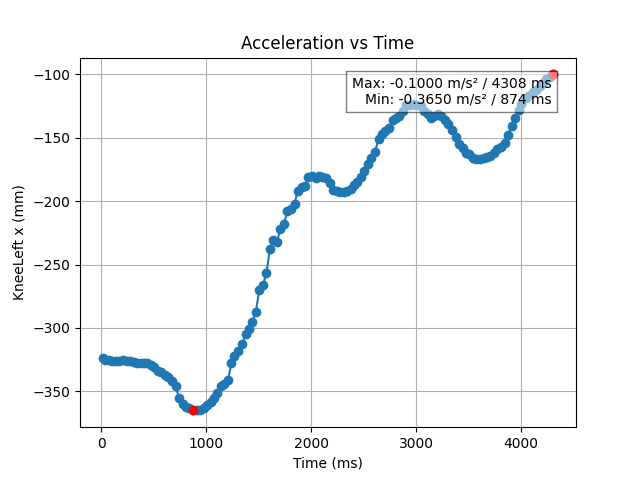 Acceleration vs Time
Max: -0.1000 m/s² / 4308 ms
Min: -0.3650 m/s² / 874 ms
KneeLeft x (mm)
−100
−150
−200
−250
−300
−350
0 1000 2000 3000 4000
Time (ms)